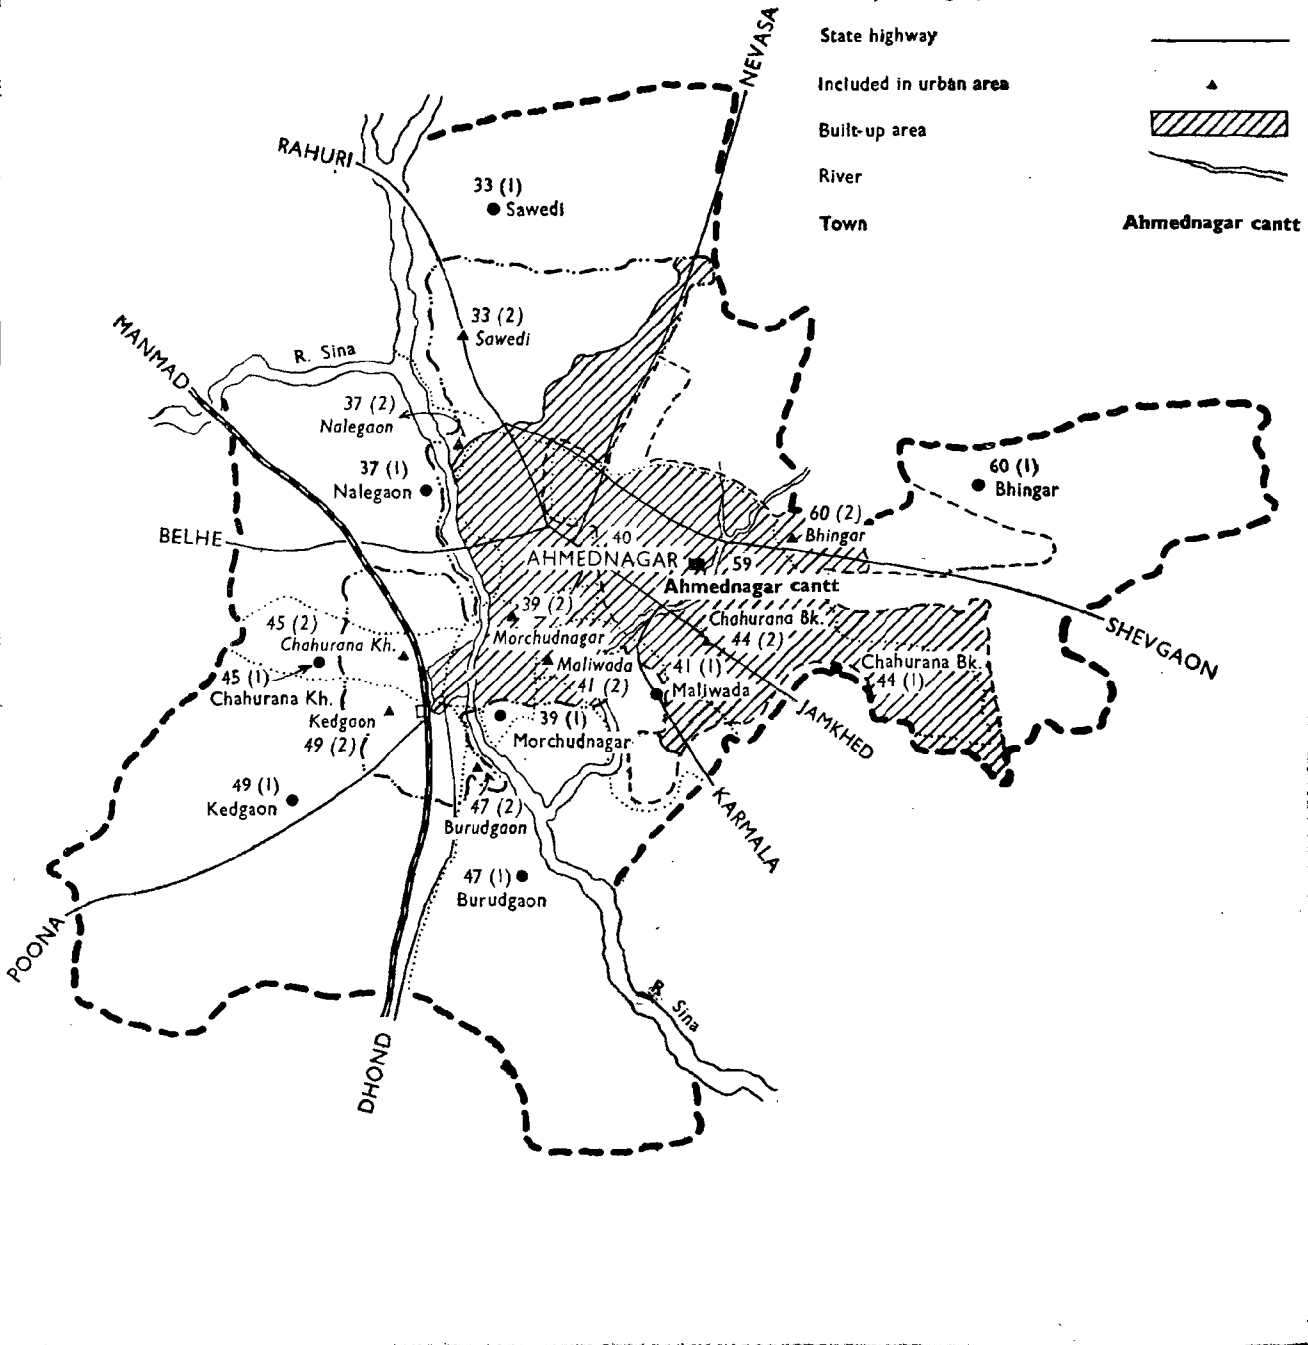 State highway
Included in urban area
Built-up area
River
Town
Ahmednagar cantt
NEVASA
RAHURI
33 (1)
Sawedi
33 (2)
Sawedi
MANMAD
R. Sina
37 (2)
Nalegaon
37 (1)
Nalegaon
60 (1)
Bhingar
60 (2)
Bhingar
BELHE
40
AHMEDNAGAR
59
Ahmednagar cantt
39 (2)
Morchudnagar
Chahurana Bk.
44 (2)
45 (2)
Chahurana Kh.
45 (1)
Chahurana Kh.
Maliwada
41 (2)
41 (1)
Maliwada
Chahurana Bk.
44 (1)
SHEVGAON
Kedgaon
49 (2)
39 (1)
Morchudnagar
JAMKHED
49 (1)
Kedgaon
47 (2)
Burudgaon
KARMALA
47 (1)
Burudgaon
POONA
R. Sina
DHOND